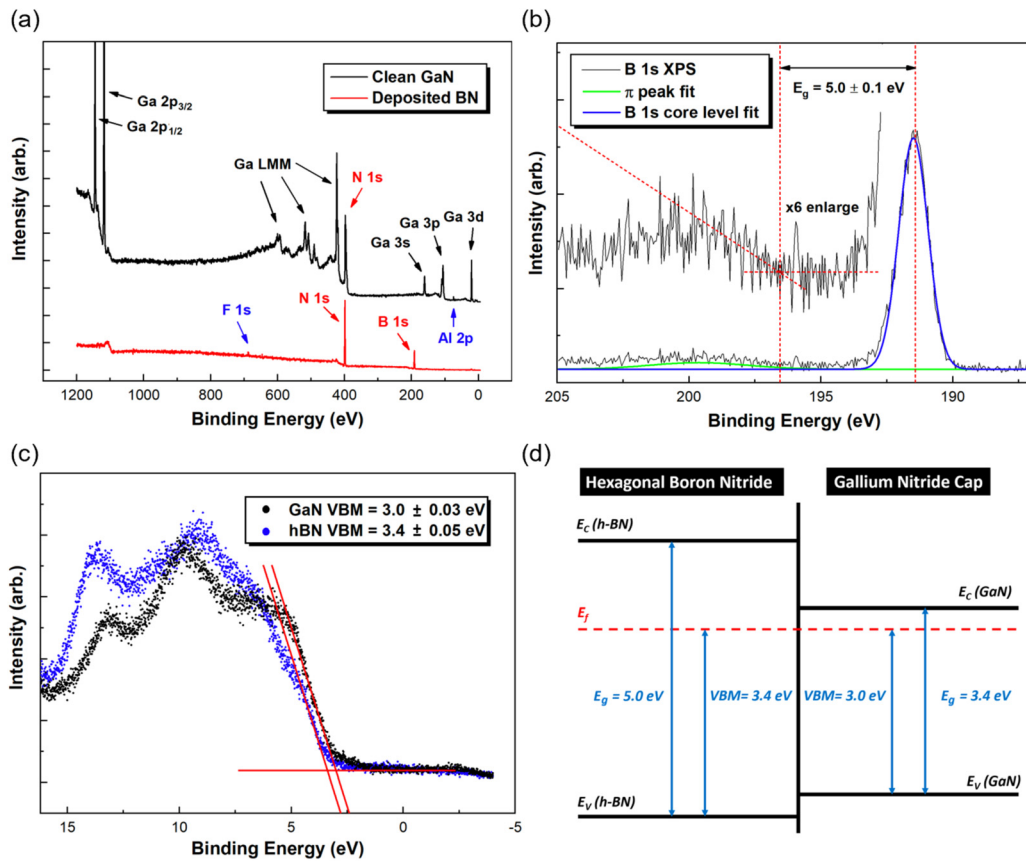 (a)
Clean GaN
Deposited BN
Ga 2p3/2
Ga 2p1/2
Ga LMM
N 1s
Ga 3s
Ga 3p
Ga 3d
F 1s
N 1s
B 1s
Al 2p
Intensity (arb.)
1200 1000 800 600 400 200 0
Binding Energy (eV)
(b)
B 1s XPS
π peak fit
B 1s core level fit
Eg = 5.0 ± 0.1 eV
x6 enlarge
Intensity (arb.)
205 200 195 190
Binding Energy (eV)
(c)
GaN VBM = 3.0 ± 0.03 eV
hBN VBM = 3.4 ± 0.05 eV
Intensity (arb.)
15 10 5 0 -5
Binding Energy (eV)
(d)
Hexagonal Boron Nitride
Gallium Nitride Cap
EC (h-BN)
EC (GaN)
Ef
Eg = 5.0 eV
VBM= 3.4 eV
VBM= 3.0 eV
Eg = 3.4 eV
EV (h-BN)
EV (GaN)